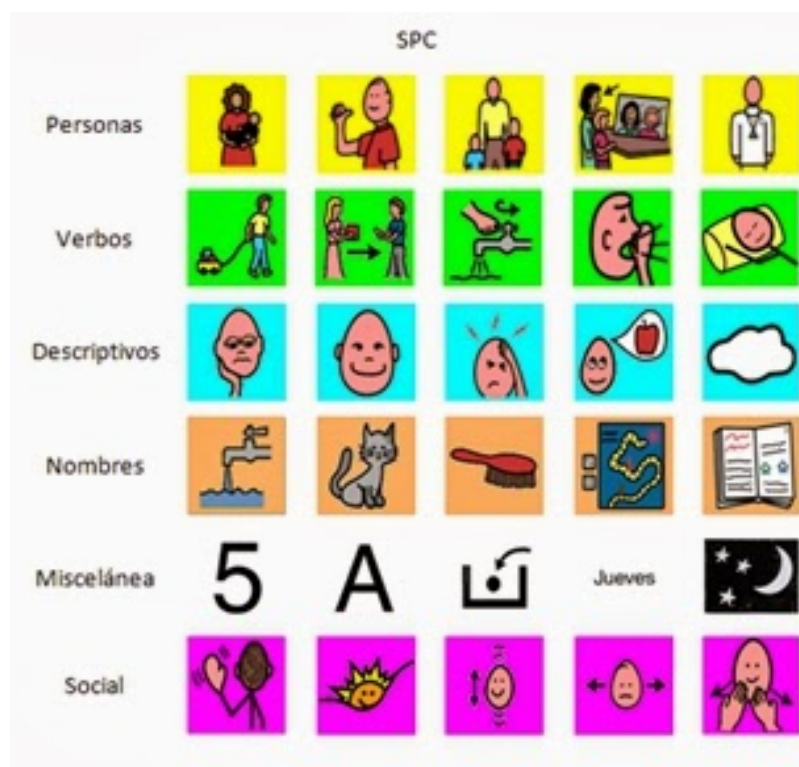 SPC
Personas
Verbos
Descriptivos
Nombres
Miscelánea
5
A
Jueves
Social